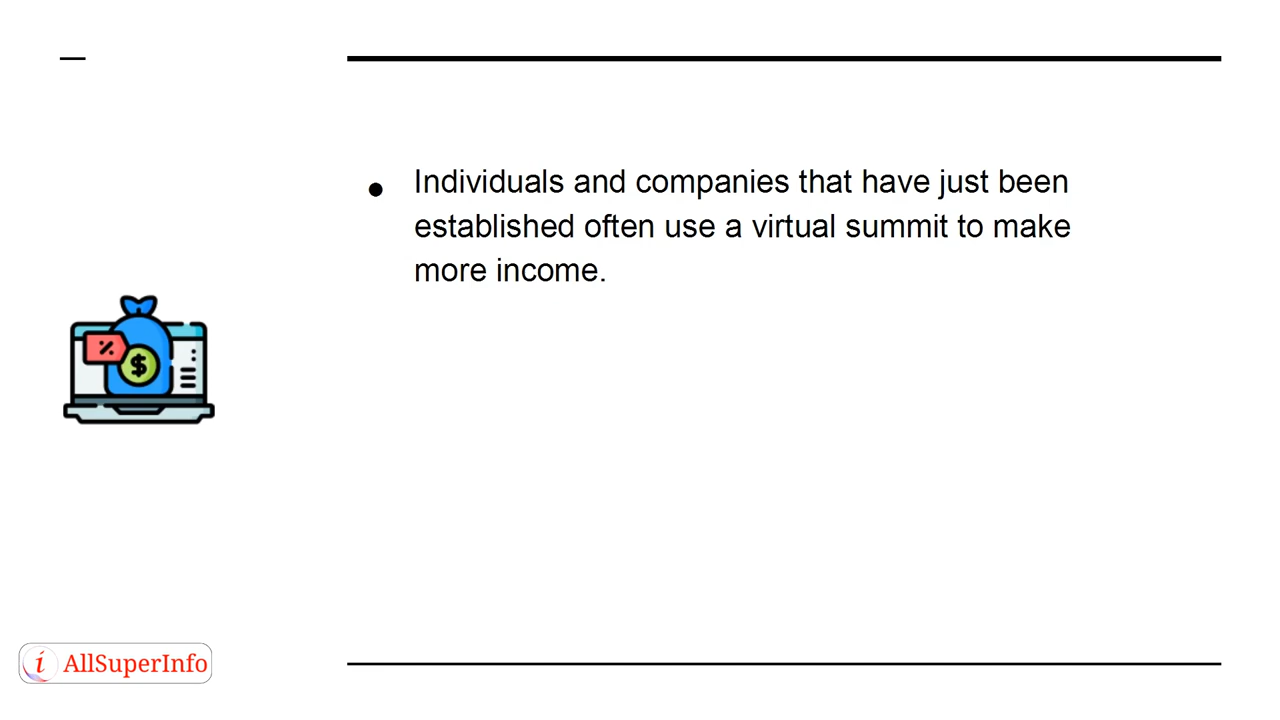 Individuals and companies that have just been
established often use a virtual summit to make
more income.
%
$
i AllSuperInfo